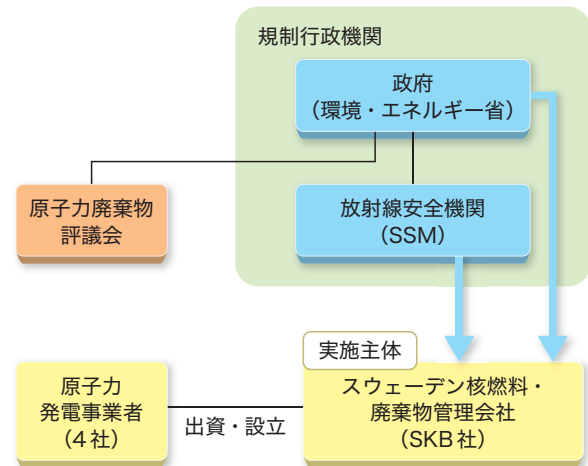 規制行政機関
政府
（環境・エネルギー省）
原子力廃棄物
評議会
放射線安全機関
（SSM）
実施主体
原子力
発電事業者
（4社）
出資・設立
スウェーデン核燃料・
廃棄物管理会社
（SKB社）